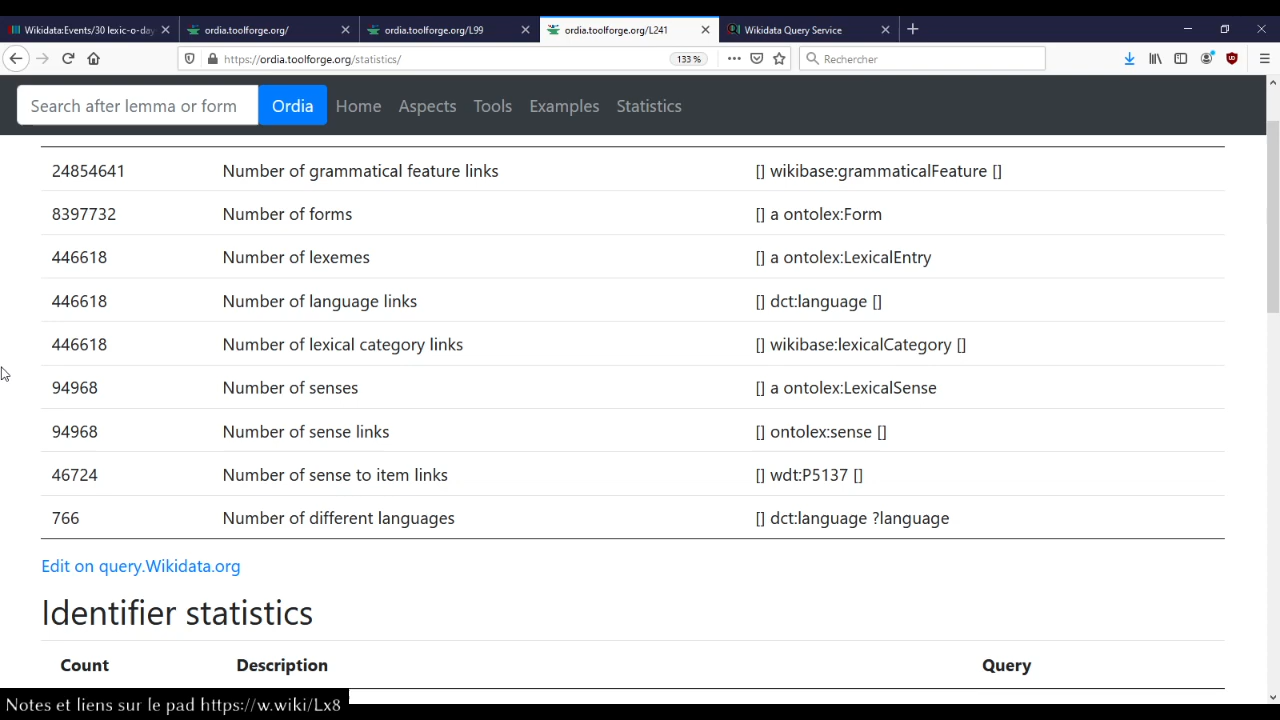 Wikidata:Events/30 lexic-o-day
ordia.toolforge.org/
ordia.toolforge.org/L99
ordia.toolforge.org/L241
Wikidata Query Service
https://ordia.toolforge.org/statistics/
133 %
Rechercher
Search after lemma or form
Ordia
Home
Aspects
Tools
Examples
Statistics
24854641 Number of grammatical feature links [] wikibase:grammaticalFeature []
8397732 Number of forms [] a ontolex:Form
446618 Number of lexemes [] a ontolex:LexicalEntry
446618 Number of language links [] dct:language []
446618 Number of lexical category links [] wikibase:lexicalCategory []
94968 Number of senses [] a ontolex:LexicalSense
94968 Number of sense links [] ontolex:sense []
46724 Number of sense to item links [] wdt:P5137 []
766 Number of different languages [] dct:language ?language
Edit on query.Wikidata.org
Identifier statistics
Count Description Query
Notes et liens sur le pad https://w.wiki/Lx8